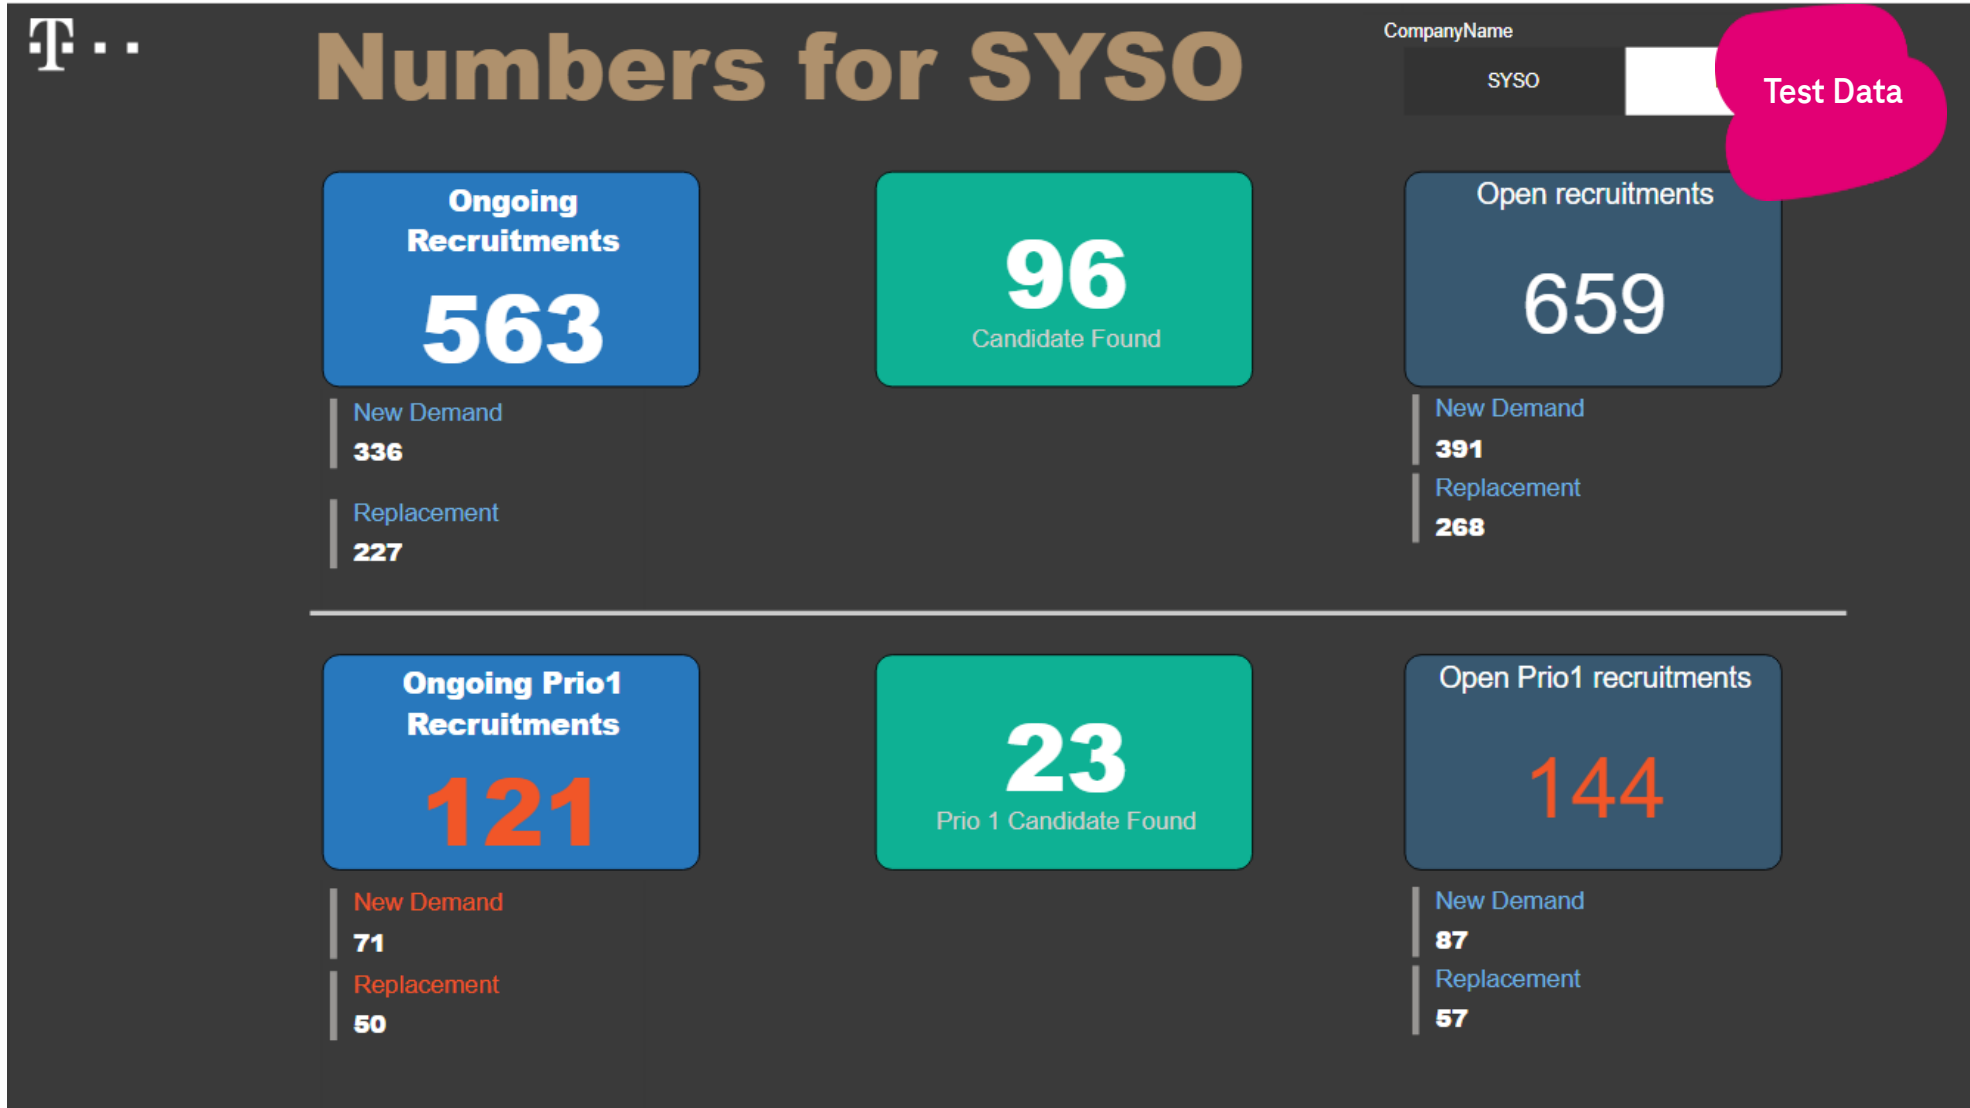 T
Numbers for SYSO
CompanyName
SYSO
Test Data
Ongoing
Recruitments
563
New Demand
336
Replacement
227
96
Candidate Found
Open recruitments
659
New Demand
391
Replacement
268
Ongoing Prio1
Recruitments
121
New Demand
71
Replacement
50
23
Prio 1 Candidate Found
Open Prio1 recruitments
144
New Demand
87
Replacement
57